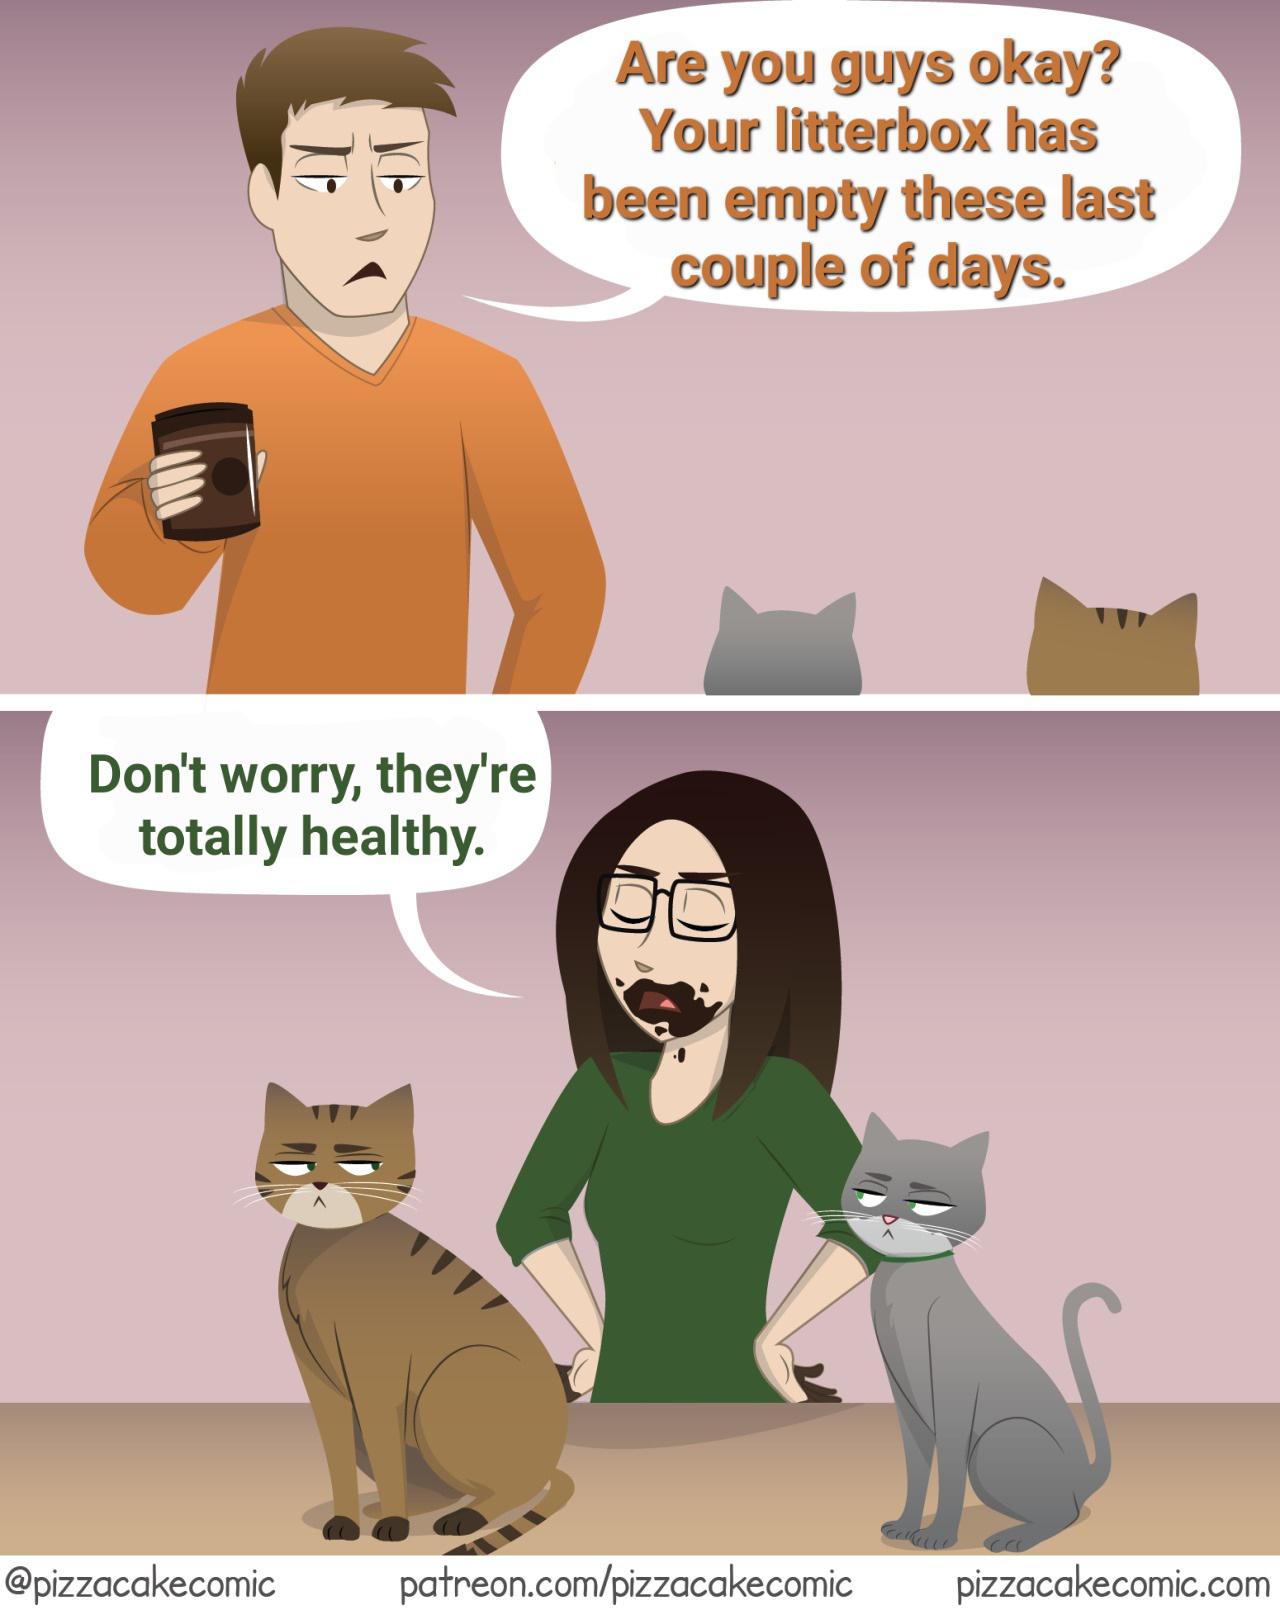 Are you guys okay?
Your litterbox has
been empty these last
couple of days.
Don't worry, they're
totally healthy.
@pizzacakecomic patreon.com/pizzacakecomic pizzacakecomic.com